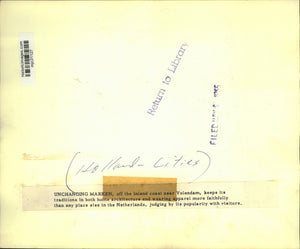 Return to Library
(Holland Cities)
UNCHANGING MARKEN, off the inland coast near Volendam, keeps its
traditions in both home architecture and wearing apparel more faithfully
than any place else in the Netherlands, judging by its popularity with visitors.